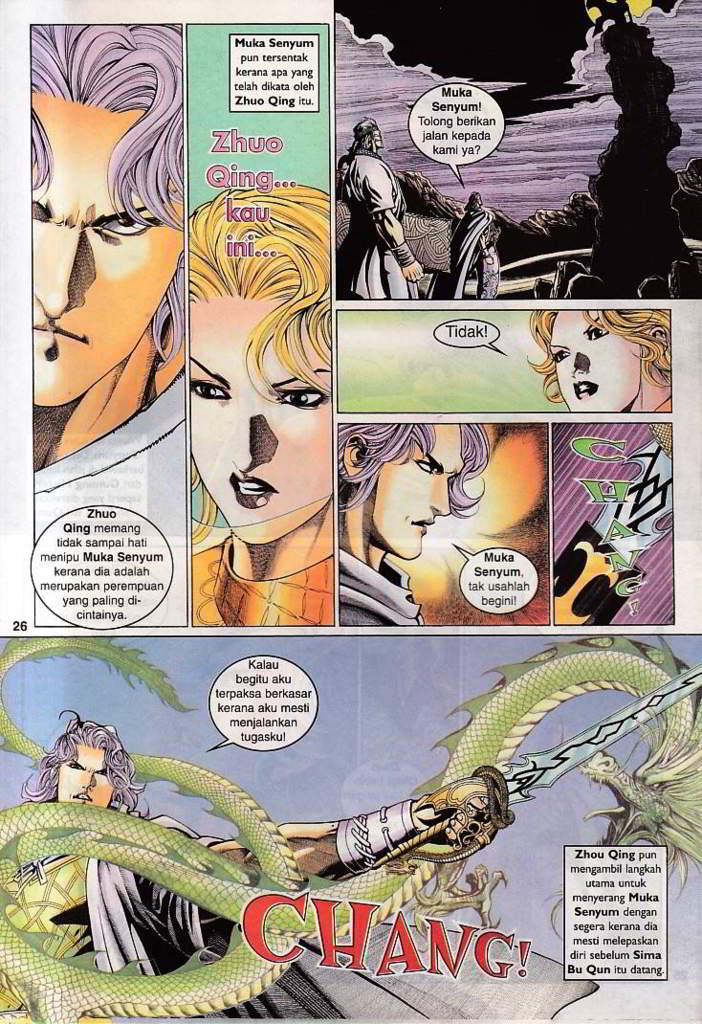 Muka Senyum
pun tersentak
kerana apa yang
telah dikata oleh
Zhuo Qing itu.
Zhuo
Qing...
kau
ini...
Zhuo
Qing memang
tidak sampai hati
menipu Muka Senyum
kerana dia adalah
merupakan perempuan
yang paling di-
cintainya.
Muka
Senyum!
Tolong berikan
jalan kepada
kami ya?
Tidak!
Muka
Senyum,
tak usahlah
begini!
CHANG!
26
Kalau
begitu aku
terpaksa berkasar
kerana aku mesti
menjalankan
tugasku!
CHANG!
Zhou Qing pun
mengambil langkah
utama untuk
menyerang Muka
Senyum dengan
segera kerana dia
mesti melepaskan
diri sebelum Sima
Bu Qun itu datang.